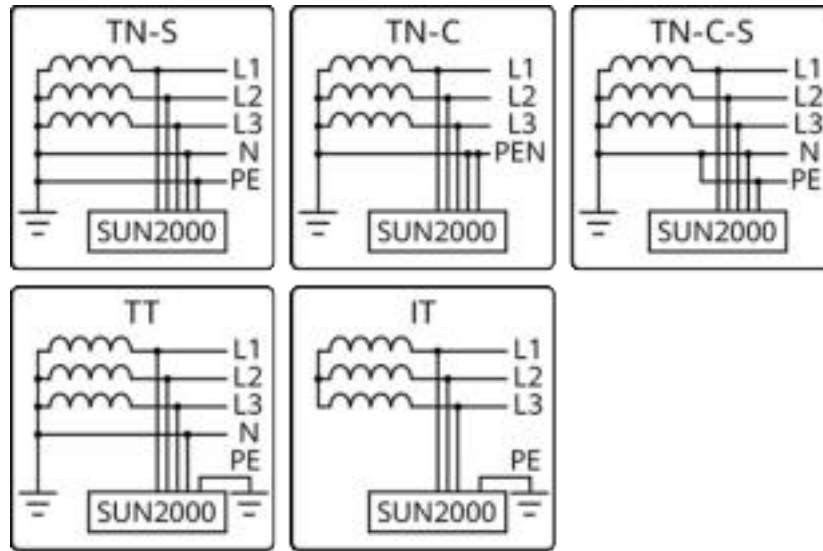 TN-S
L1
L2
L3
N
PE
SUN2000
TN-C
L1
L2
L3
PEN
SUN2000
TN-C-S
L1
L2
L3
N
PE
SUN2000
TT
L1
L2
L3
N
PE
SUN2000
IT
L1
L2
L3
PE
SUN2000